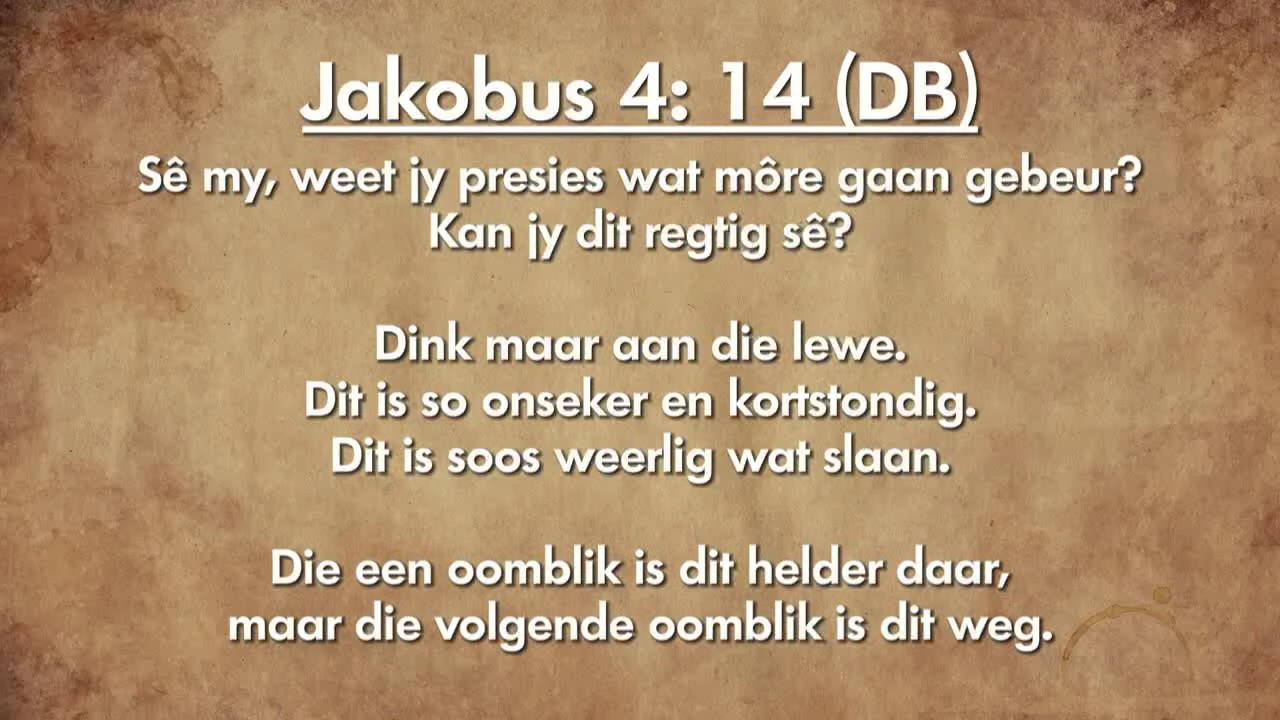 Jakobus 4: 14 (DB)
Sê my, weet jy presies wat môre gaan gebeur?
Kan jy dit regtig sê?
Dink maar aan die lewe.
Dit is so onseker en kortstondig.
Dit is soos weerlig wat slaan.
Die een oomblik is dit helder daar,
maar die volgende oomblik is dit weg.